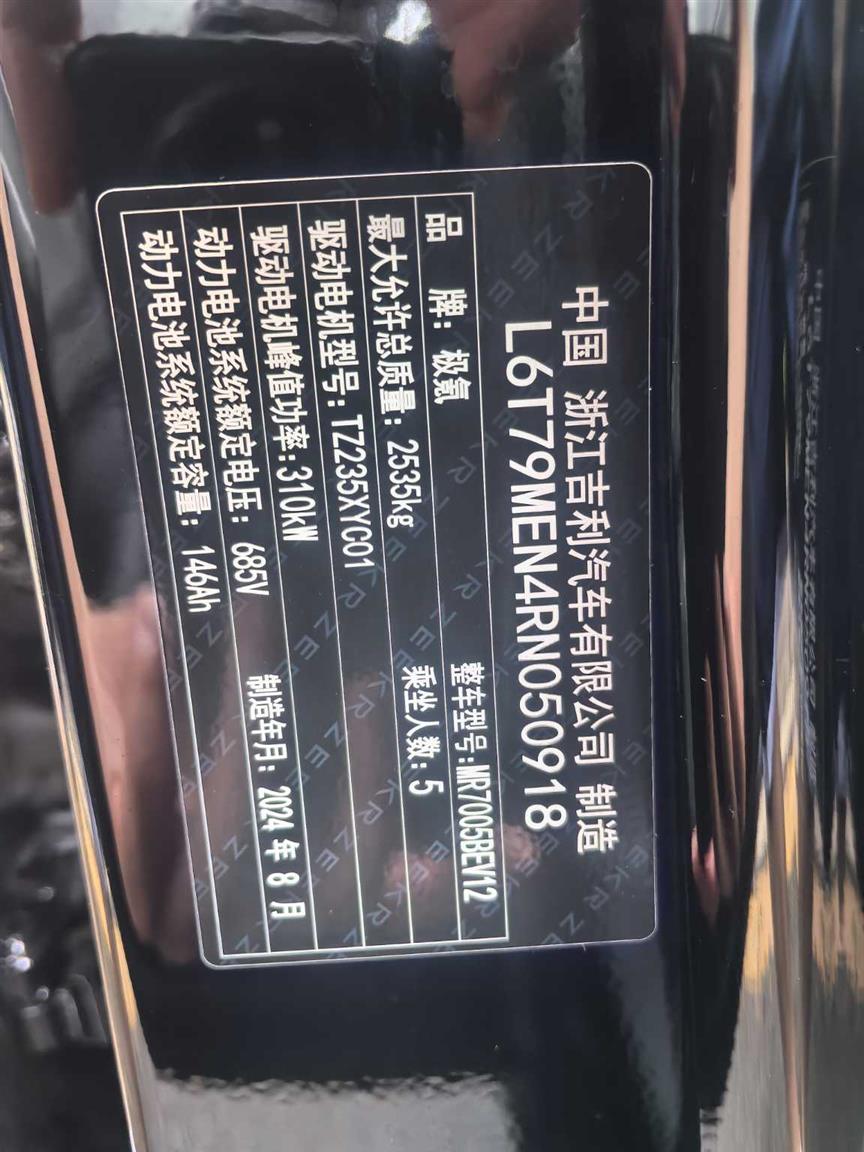 中国 浙江吉利汽车有限公司 制造
L6T79MEN4RN050918
品 牌: 极氪 整车型号:MR7005BEV12
最大允许总质量: 2535kg 乘坐人数: 5
驱动电机型号: TZ235XYC01
驱动电机峰值功率:310kW
动力电池系统额定电压: 685V 制造年月: 2024 年 8 月
动力电池系统额定容量: 146Ah